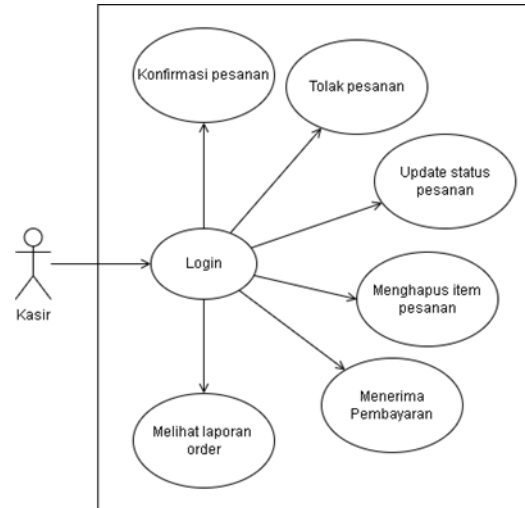 Konfirmasi pesanan
Tolak pesanan
Update status
pesanan
Login
Menghapus item
pesanan
Kasir
Menerima
Pembayaran
Melihat laporan
order